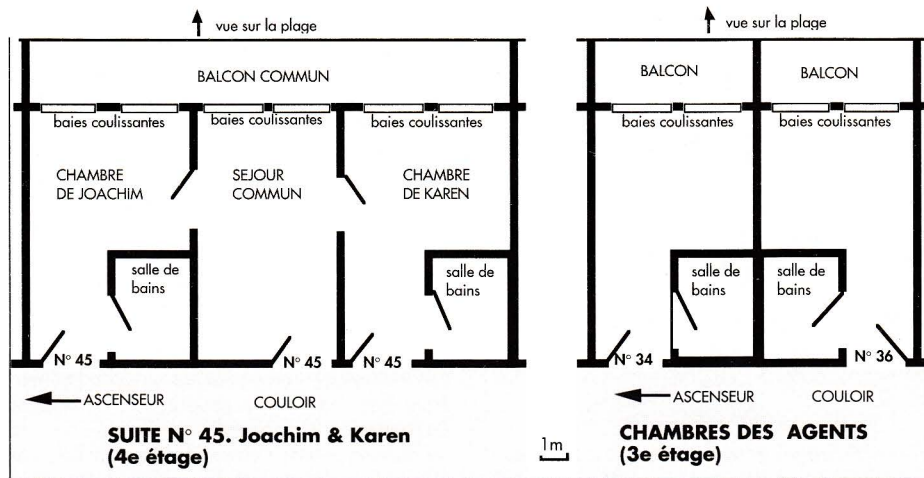 vue sur la plage
BALCON COMMUN
baies coulissantes
baies coulissantes
baies coulissantes
CHAMBRE
DE JOACHIM
SEJOUR
COMMUN
CHAMBRE
DE KAREN
salle de
bains
salle de
bains
N° 45
N° 45
N° 45
ASCENSEUR
COULOIR
SUITE N° 45. Joachim & Karen
(4e étage)
1m
vue sur la plage
BALCON
BALCON
baies coulissantes
baies coulissantes
salle de
bains
salle de
bains
N° 34
N° 36
ASCENSEUR
COULOIR
CHAMBRES DES AGENTS
(3e étage)